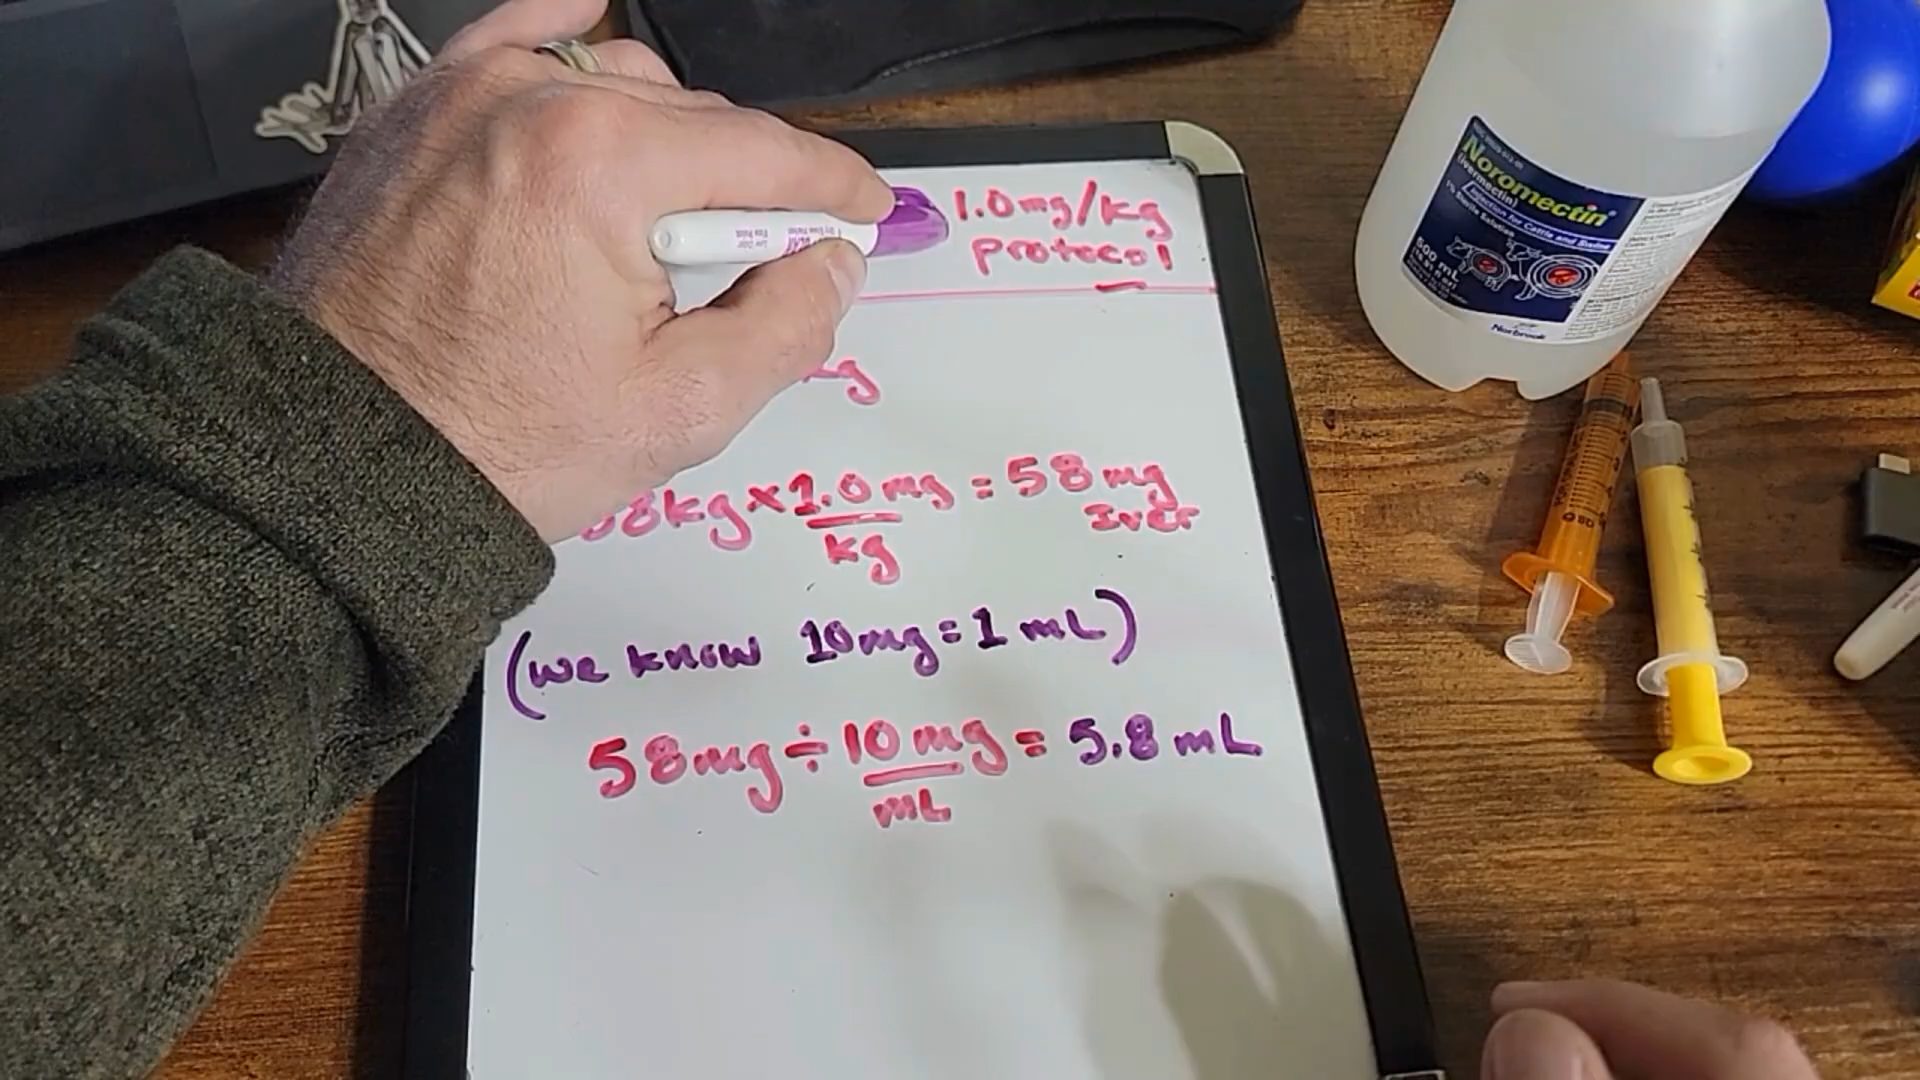 1.0mg/kg
protocol
kg
58kg x 1.0mg = 58mg
kg
Iver
(we know 10mg = 1 mL)
58mg ÷ 10mg = 5.8 mL
mL
Noromectin®
(ivermectin)
Injection for Cattle and Swine
1% Sterile Solution
500 mL
Norbrook